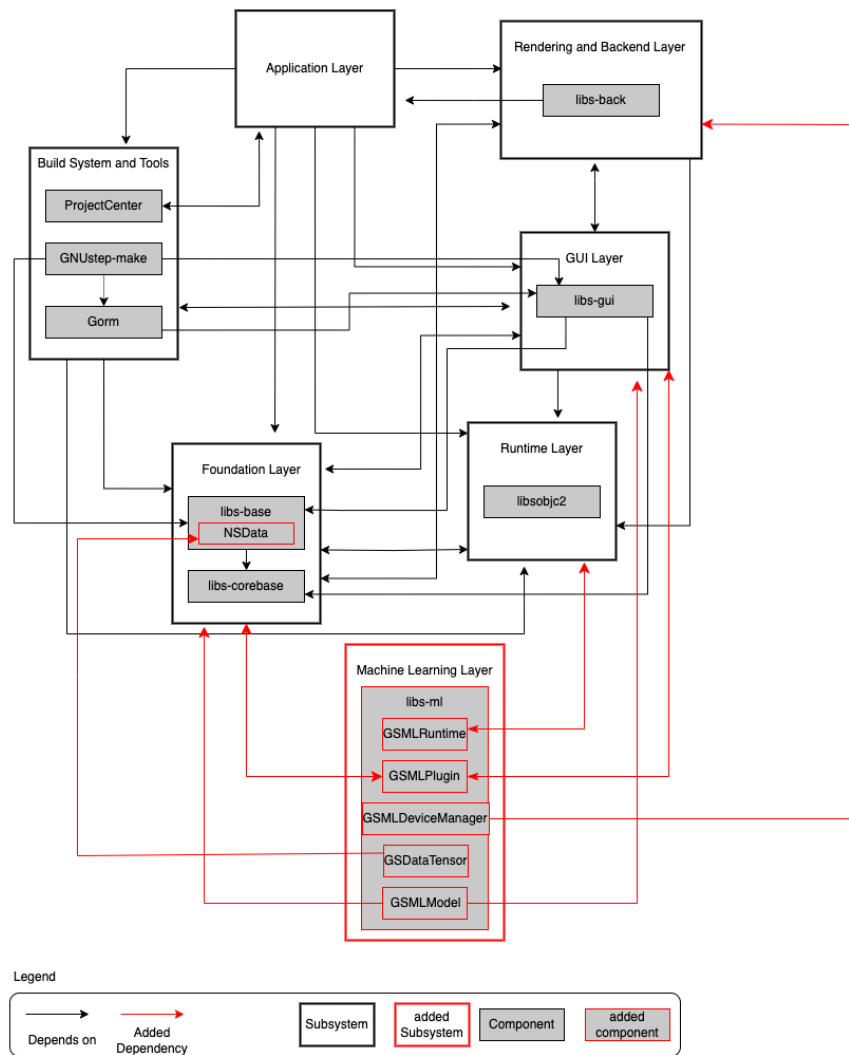 Application Layer
Rendering and Backend Layer
libs-back
Build System and Tools
ProjectCenter
GNUstep-make
Gorm
GUI Layer
libs-gui
Foundation Layer
libs-base
NSData
libs-corebase
Runtime Layer
libsobjc2
Machine Learning Layer
libs-ml
GSMLRuntime
GSMLPlugin
GSMLDeviceManager
GSDataTensor
GSMLModel
Legend
Depends on
Added
Dependency
Subsystem
added
Subsystem
Component
added
component